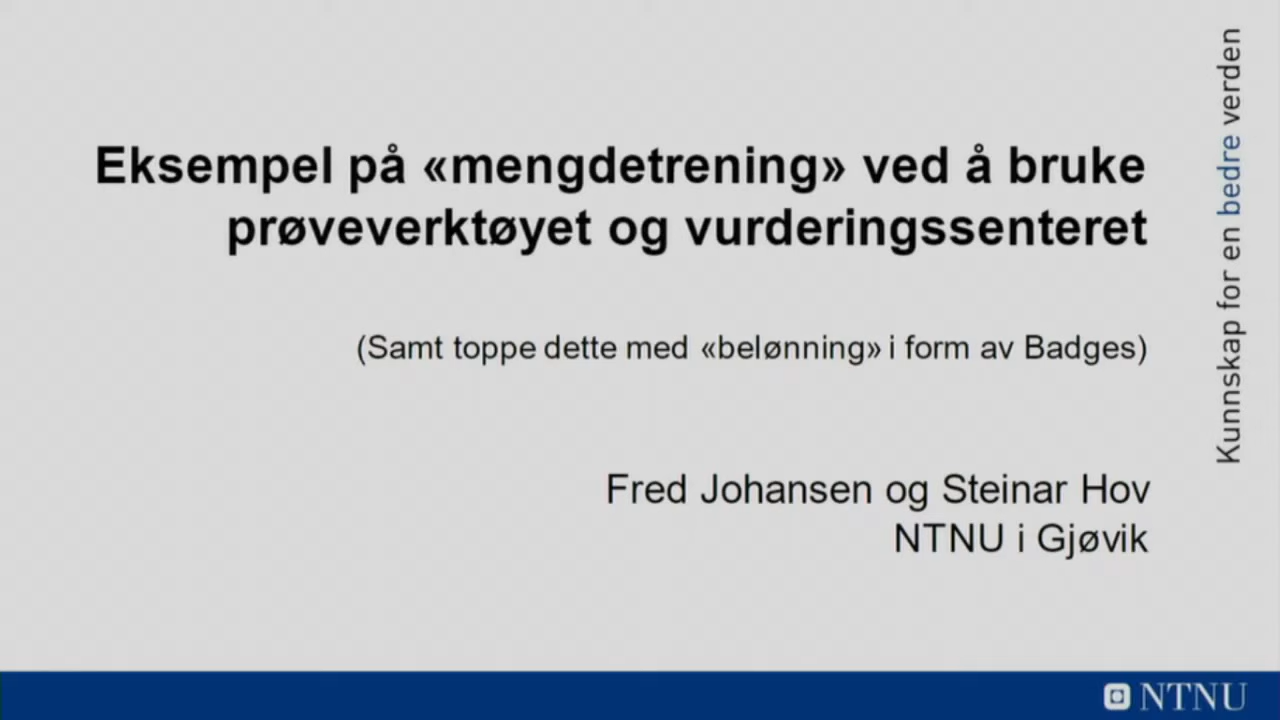 Eksempel på «mengdetrening» ved å bruke
prøveverktøyet og vurderingssenteret
(Samt toppe dette med «belønning» i form av Badges)
Fred Johansen og Steinar Hov
NTNU i Gjøvik
Kunnskap for en bedre verden
NTNU